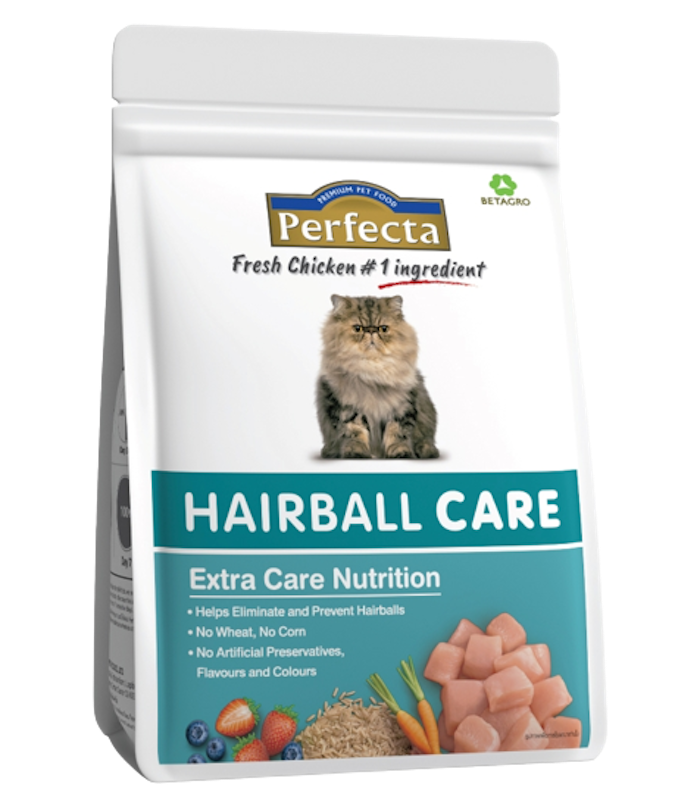 PREMIUM PET FOOD
Perfecta
BETAGRO
Fresh Chicken # 1 ingredient
HAIRBALL CARE
Extra Care Nutrition
• Helps Eliminate and Prevent Hairballs
• No Wheat, No Corn
• No Artificial Preservatives,
Flavours and Colours